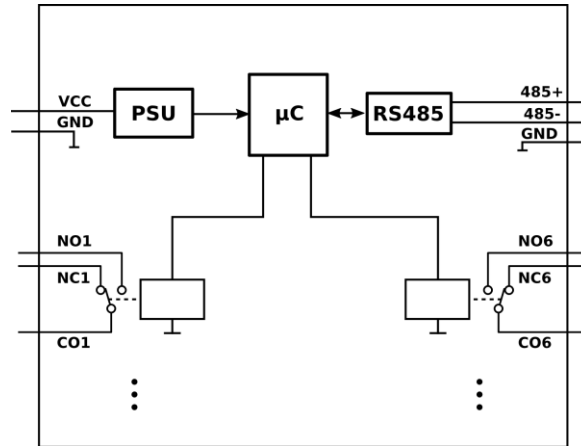 VCC
GND
PSU
µC
RS485
485+
485-
GND
NO1
NC1
CO1
NO6
NC6
CO6